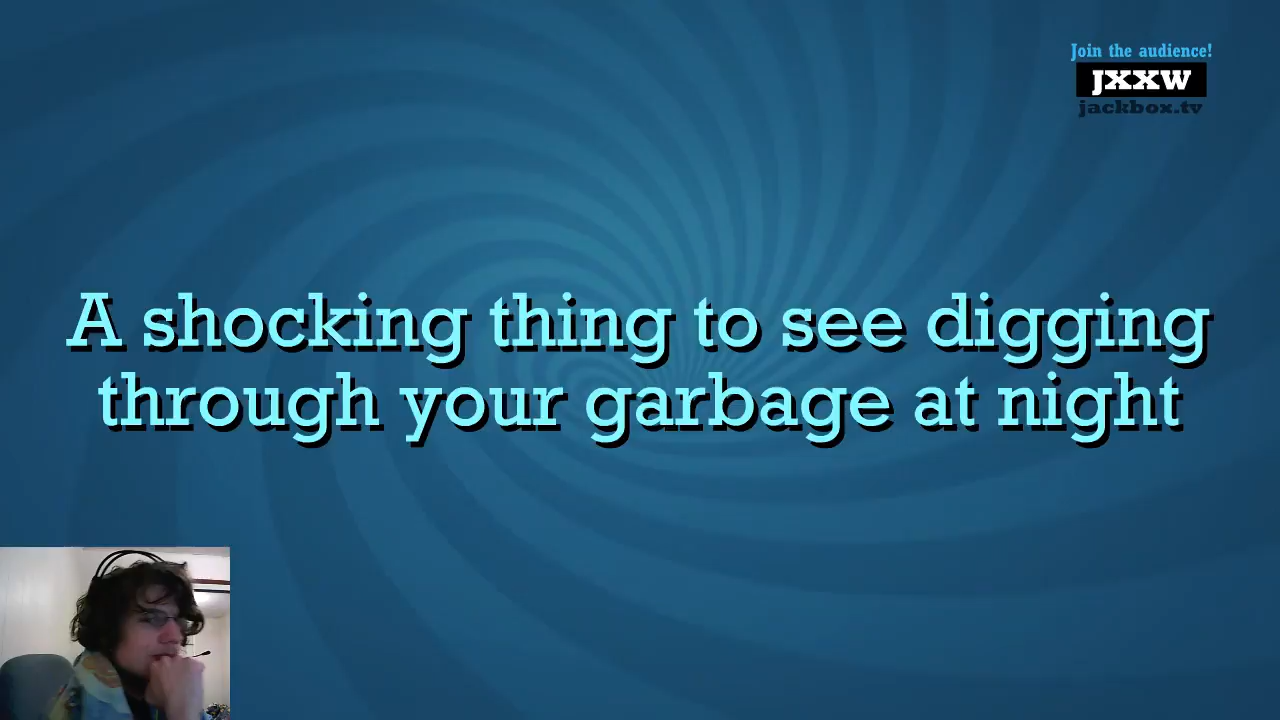 Join the audience!
JXXW
jackbox.tv
A shocking thing to see digging
through your garbage at night